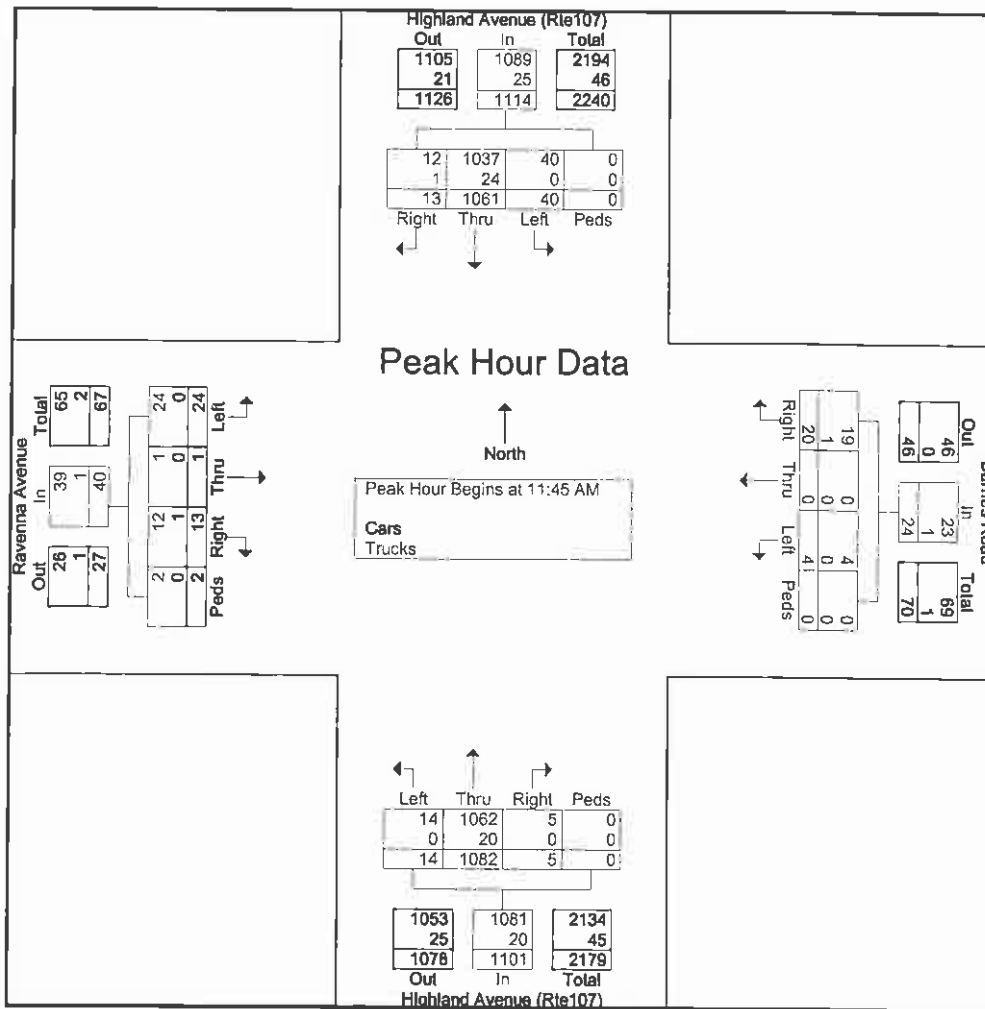 Highland Avenue (Rte107)
Out In Total
1105 1089 2194
21 25 46
1126 1114 2240
12 1037 40 0
1 24 0 0
13 1061 40 0
Right Thru Left Peds
Peak Hour Data
North
Peak Hour Begins at 11:45 AM
Cars
Trucks
Ravenna Avenue
Out In Total
26 39 65
1 1 2
27 40 67
2 12 1 24
0 1 0 0
2 13 1 24
Peds Right Thru Left
Out In Total
46 23 69
0 1 1
46 24 70
19 0 4 0
1 0 0 0
20 0 4 0
Right Thru Left Peds
Left Thru Right Peds
14 1062 5 0
0 20 0 0
14 1082 5 0
1053 1081 2134
25 20 45
1078 1101 2179
Out In Total
Highland Avenue (Rte107)